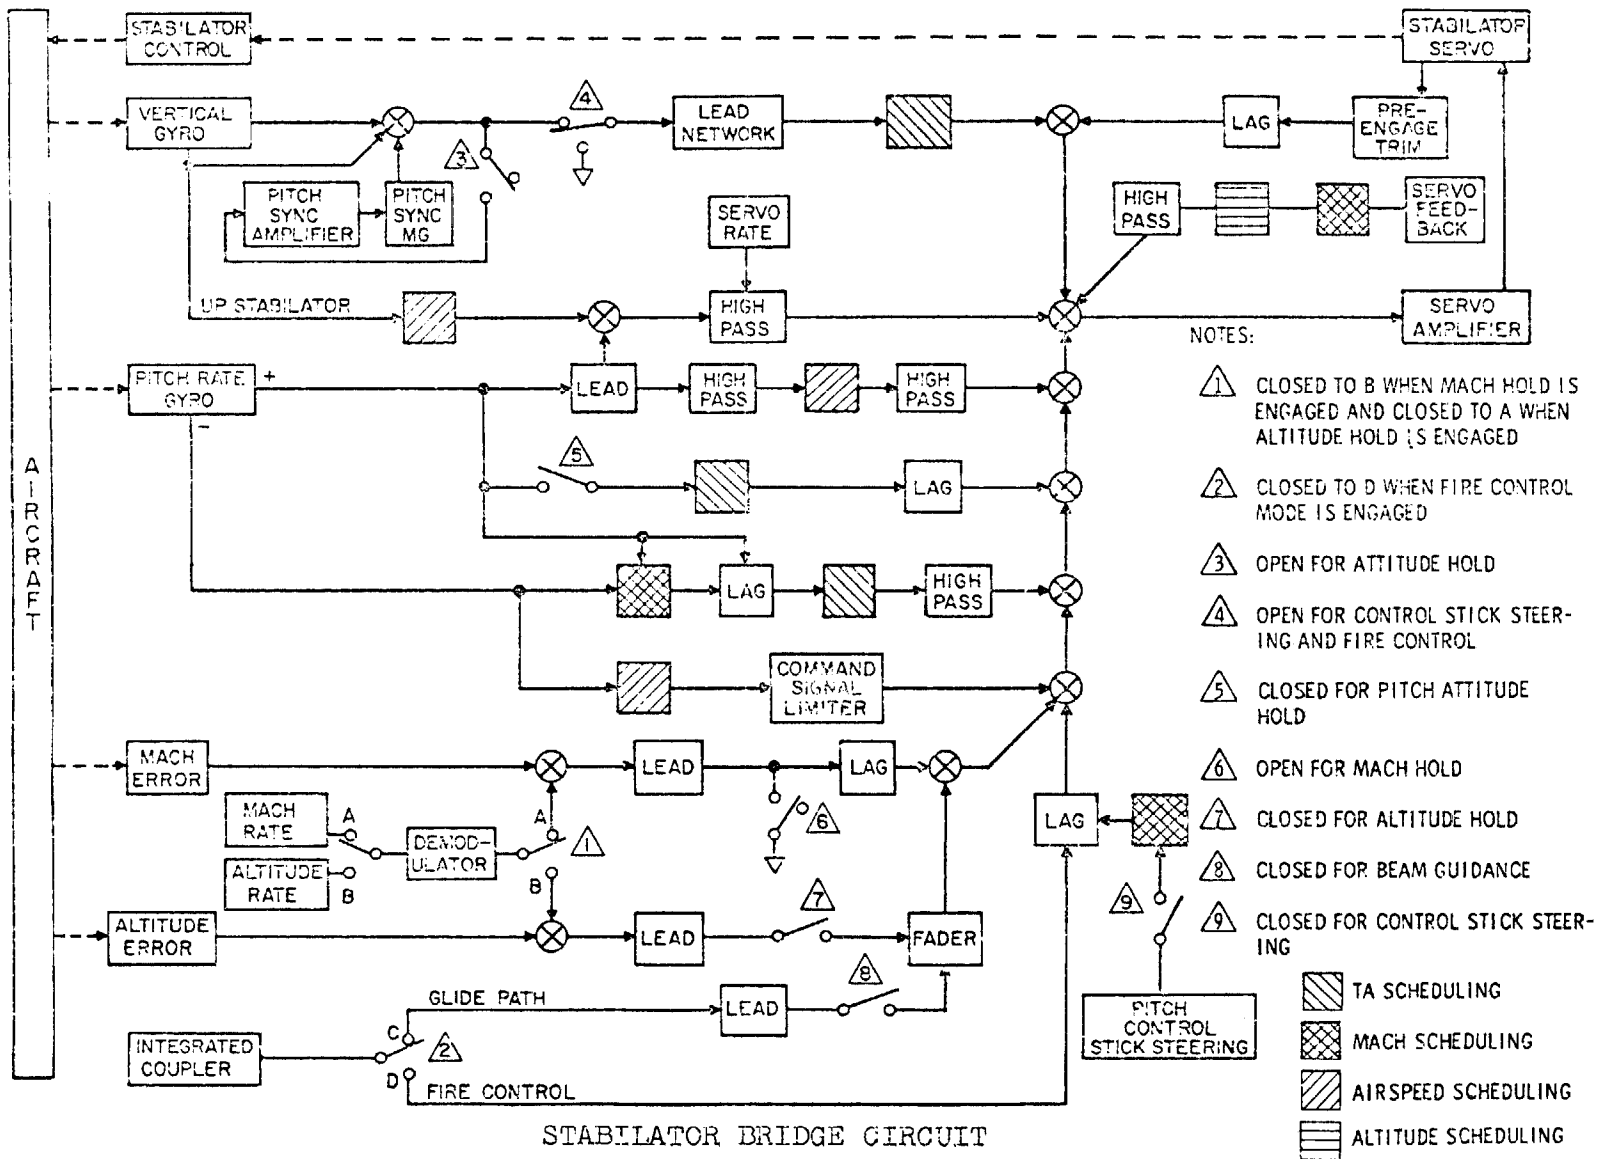 STABILATOR
CONTROL
STABILATOR
SERVO
VERTICAL
GYRO
4
LEAD
NETWORK
LAG
PRE-
ENGAGE
TRIM
3
C
PITCH
SYNC
AMPLIFIER
PITCH
SYNC
MG
SERVO
RATE
HIGH
PASS
SERVO
FEED-
BACK
UP STABILATOR
HIGH
PASS
SERVO
AMPLIFIER
PITCH RATE
GYRO
+
-
LEAD
HIGH
PASS
HIGH
PASS
5
LAG
LAG
HIGH
PASS
COMMAND
SIGNAL
LIMITER
AIRCRAFT
MACH
ERROR
LEAD
LAG
MACH
RATE
A
DEMOD-
ULATOR
A
1
6
ALTITUDE
RATE
B
B
LAG
ALTITUDE
ERROR
LEAD
7
FADER
9
8
GLIDE PATH
LEAD
INTEGRATED
COUPLER
C
2
D
FIRE CONTROL
PITCH
CONTROL
STICK STEERING
NOTES:
1 CLOSED TO B WHEN MACH HOLD IS
ENGAGED AND CLOSED TO A WHEN
ALTITUDE HOLD IS ENGAGED
2 CLOSED TO D WHEN FIRE CONTROL
MODE IS ENGAGED
3 OPEN FOR ATTITUDE HOLD
4 OPEN FOR CONTROL STICK STEER-
ING AND FIRE CONTROL
5 CLOSED FOR PITCH ATTITUDE
HOLD
6 OPEN FOR MACH HOLD
7 CLOSED FOR ALTITUDE HOLD
8 CLOSED FOR BEAM GUIDANCE
9 CLOSED FOR CONTROL STICK STEER-
ING
TA SCHEDULING
MACH SCHEDULING
AIRSPEED SCHEDULING
ALTITUDE SCHEDULING
STABILATOR BRIDGE CIRCUIT